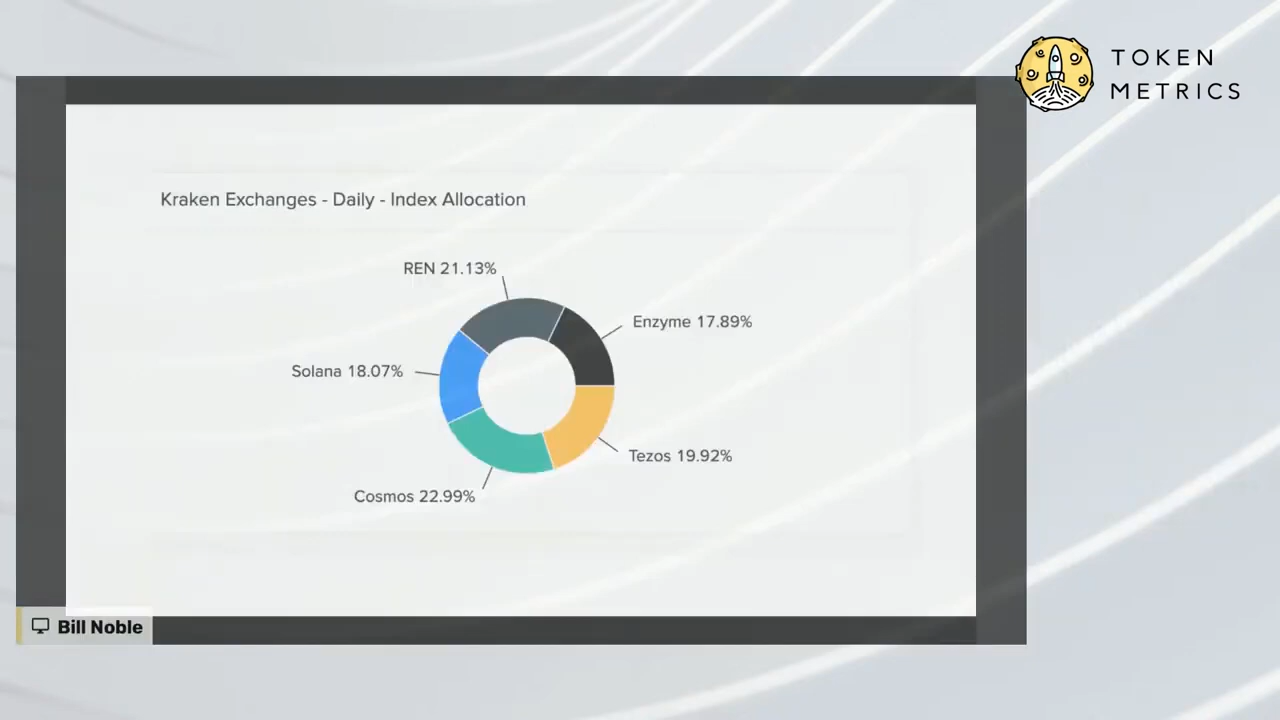 TOKEN
METRICS
Kraken Exchanges - Daily - Index Allocation
REN 21.13%
Enzyme 17.89%
Solana 18.07%
Tezos 19.92%
Cosmos 22.99%
Bill Noble